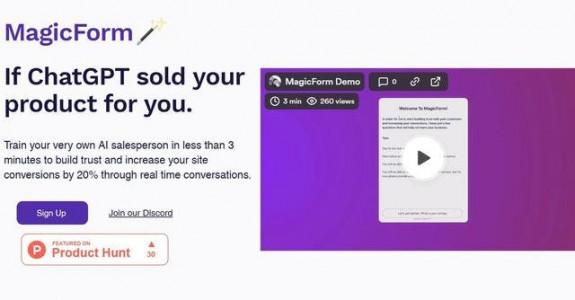 MagicForm
If ChatGPT sold your
product for you.
Train your very own AI salesperson in less than 3
minutes to build trust and increase your site
conversions by 20% through real time conversations.
Sign Up
Join our Discord
FEATURED ON
Product Hunt
30
MagicForm Demo
0
3 min
260 views
Welcome To MagicForm!